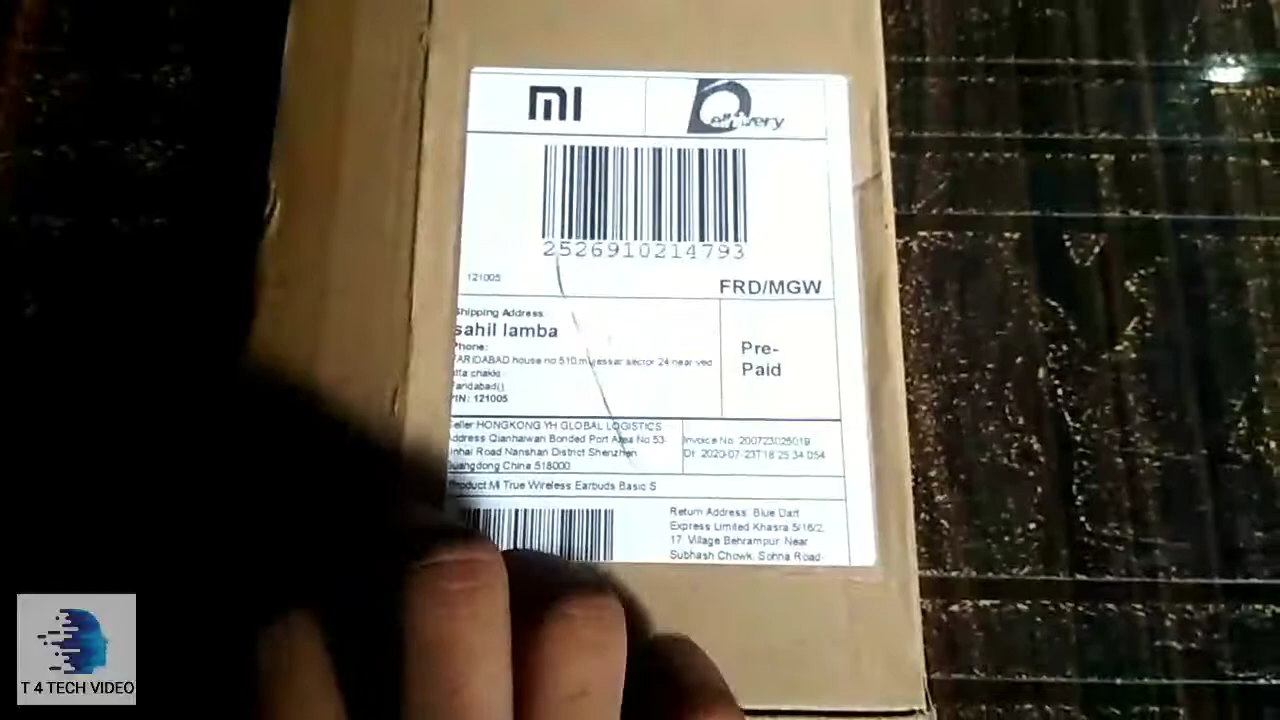 MI
Delhivery
2526910214793
121005
FRD/MGW
Shipping Address
sahil lamba
Phone:
FARIDABAD house no 510 mujessar sector 24 near ved
atta chakki
Faridabad()
PIN: 121005
Pre-
Paid
Seller HONGKONG YH GLOBAL LOGISTICS
Address Qianhaiwan Bonded Port Area No 53
Linhai Road Nanshan District Shenzhen
Guangdong China 518000
Invoice No: 200723025019
Dt: 2020-07-23T18 25 34 054
Product Mi True Wireless Earbuds Basic S
Return Address: Blue Dart
Express Limited Khasra 5/16/2,
17 Village Behrampur Near
Subhash Chowk, Sohna Road
T 4 TECH VIDEO